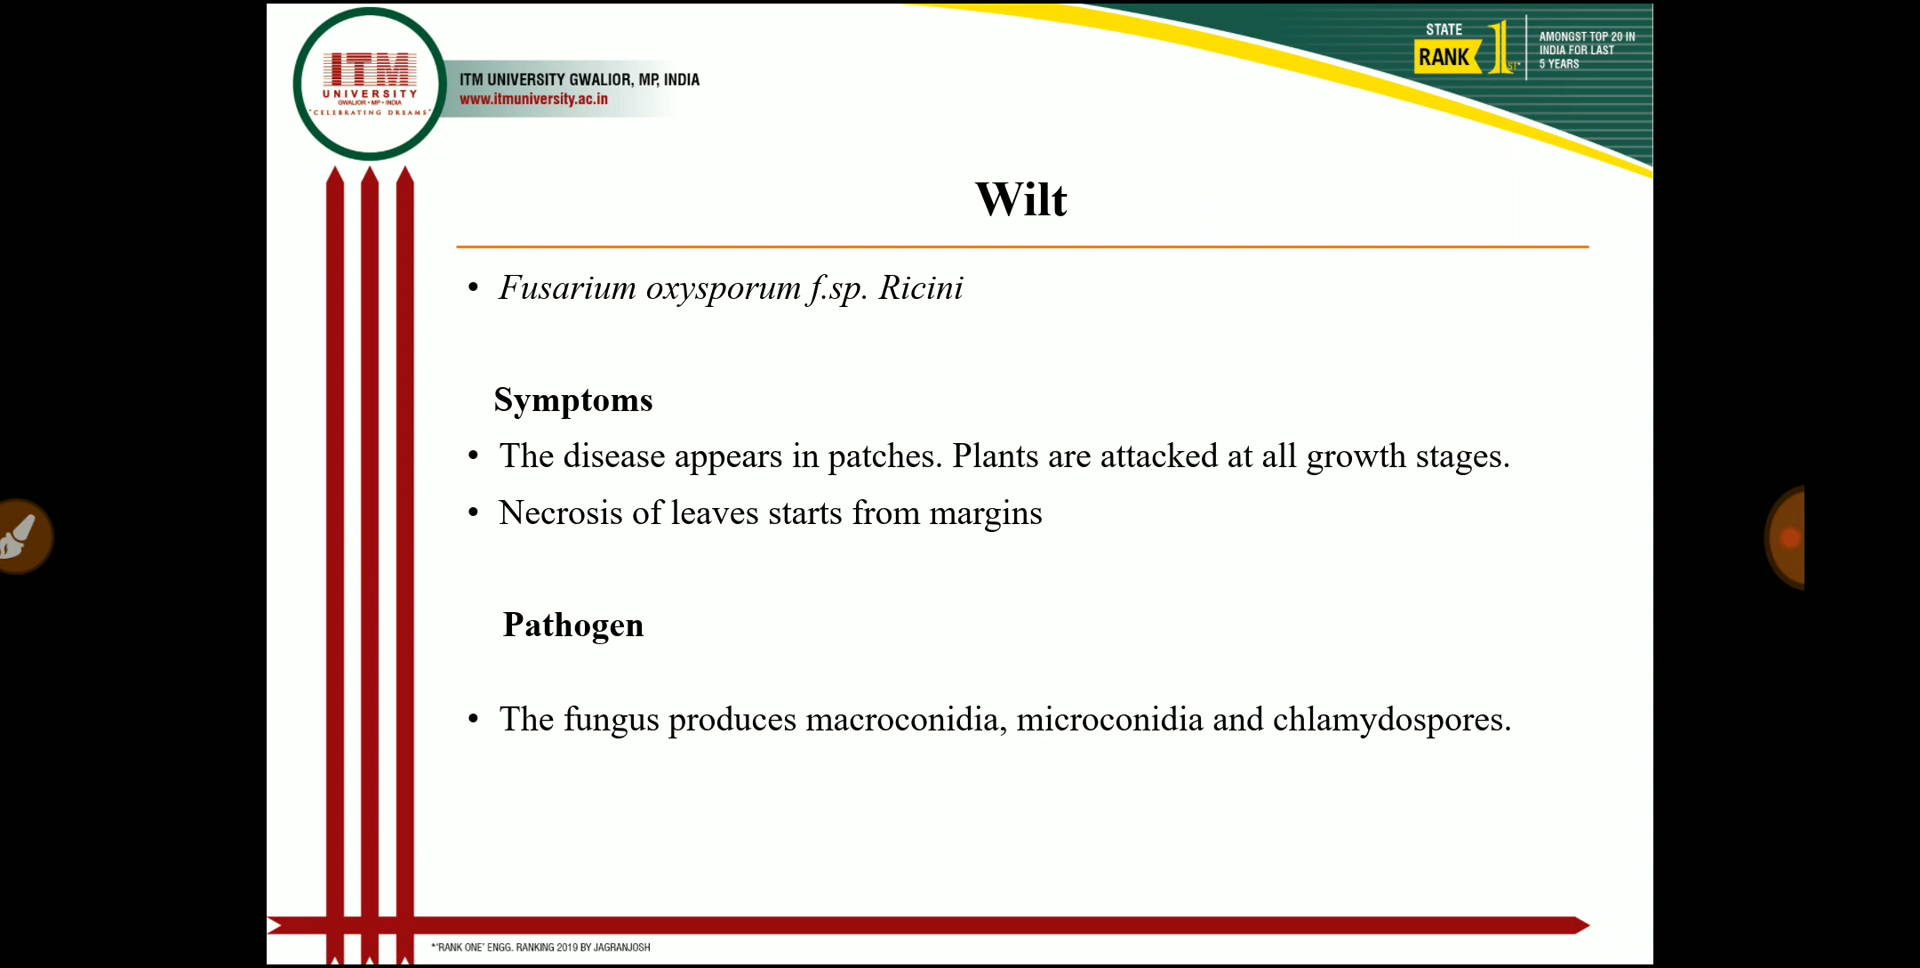 ITM
UNIVERSITY
GWALIOR • MP • INDIA
"CELEBRATING DREAMS"
ITM UNIVERSITY GWALIOR, MP, INDIA
www.itmuniversity.ac.in
STATE
RANK 1ST*
AMONGST TOP 20 IN
INDIA FOR LAST
5 YEARS
Wilt
• Fusarium oxysporum f.sp. Ricini
Symptoms
• The disease appears in patches. Plants are attacked at all growth stages.
• Necrosis of leaves starts from margins
Pathogen
• The fungus produces macroconidia, microconidia and chlamydospores.
*"RANK ONE" ENGG. RANKING 2019 BY JAGRANJOSH